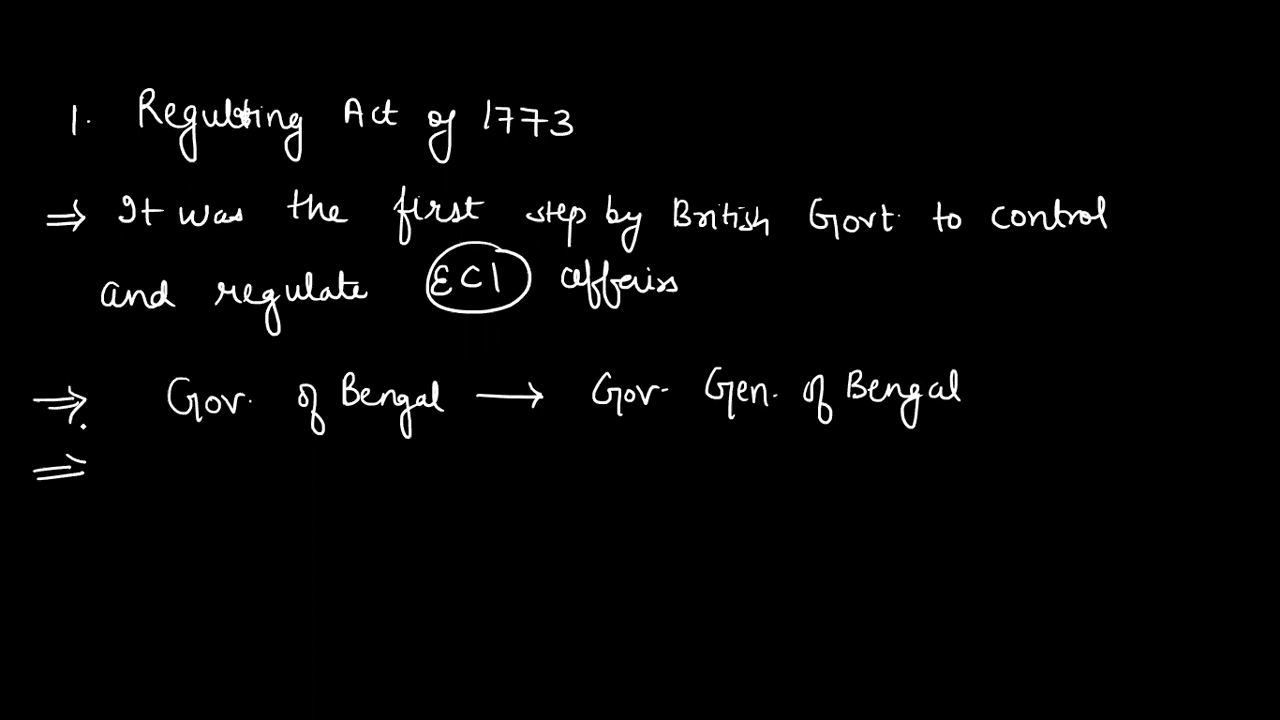 1. Regulating Act of 1773
⇒ It was the first step by British Govt. to control
and regulate ECI affairs
⇒ Gov. of Bengal → Gov. Gen. of Bengal
⇒